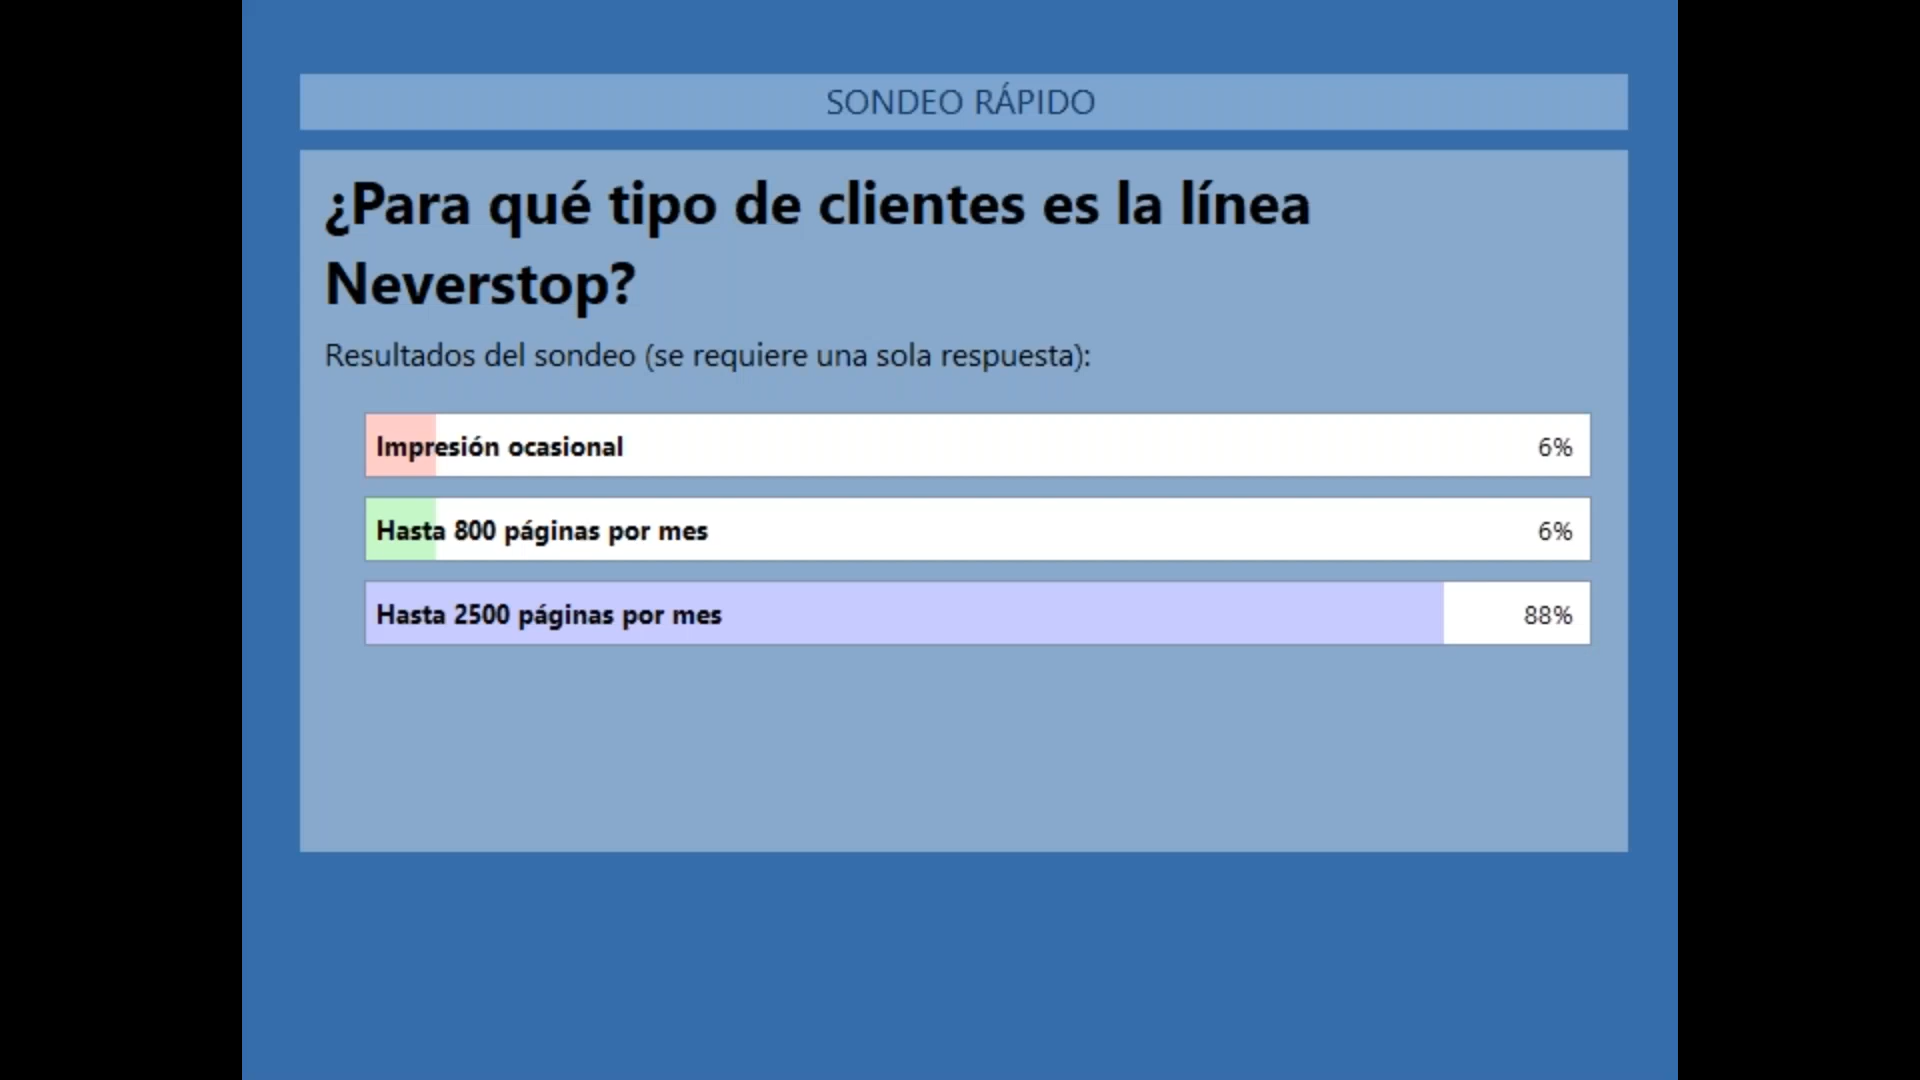 SONDEO RÁPIDO
¿Para qué tipo de clientes es la línea
Neverstop?
Resultados del sondeo (se requiere una sola respuesta):
Impresión ocasional 6%
Hasta 800 páginas por mes 6%
Hasta 2500 páginas por mes 88%